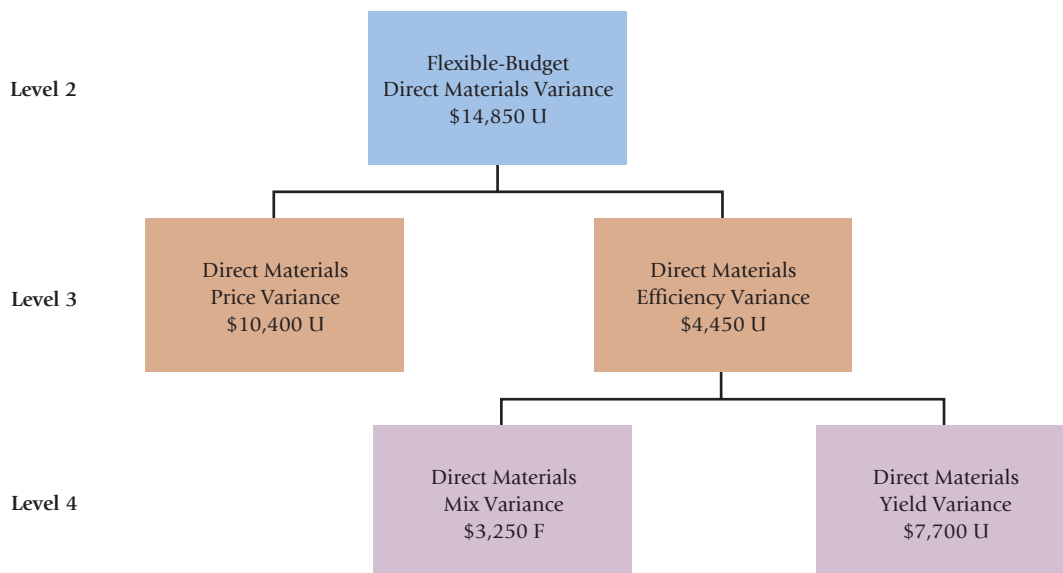 Level 2
Flexible-Budget
Direct Materials Variance
$14,850 U
Level 3
Direct Materials
Price Variance
$10,400 U
Direct Materials
Efficiency Variance
$4,450 U
Level 4
Direct Materials
Mix Variance
$3,250 F
Direct Materials
Yield Variance
$7,700 U